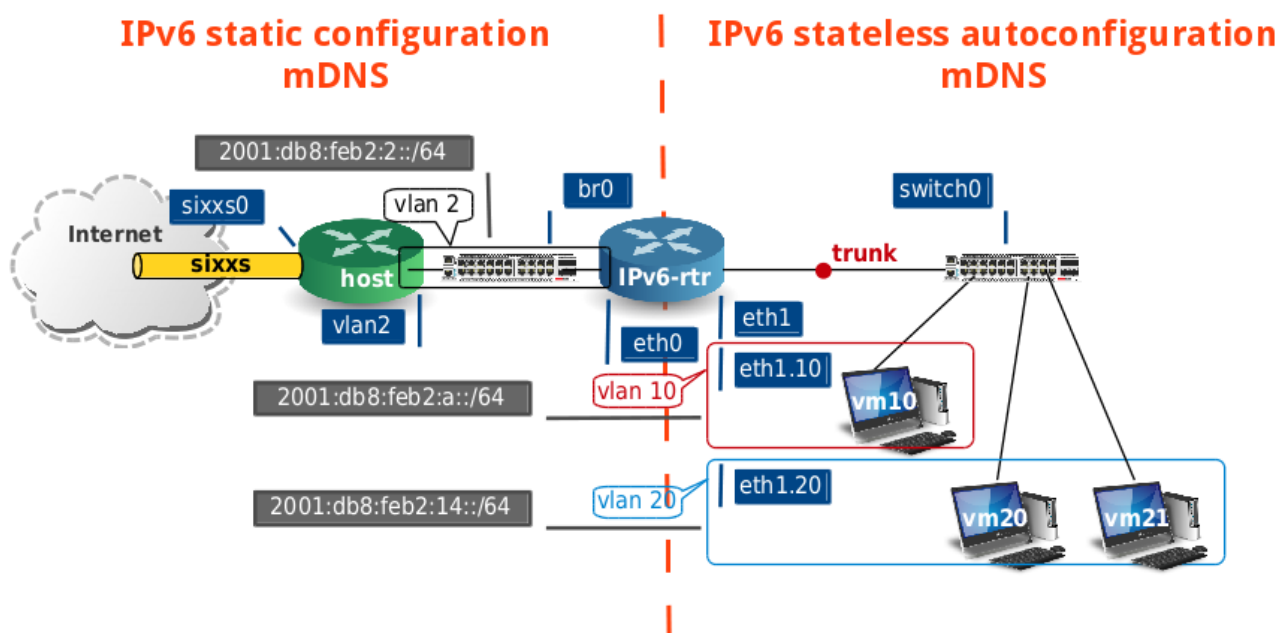 IPv6 static configuration
mDNS
IPv6 stateless autoconfiguration
mDNS
2001:db8:feb2:2::/64
sixxs0
vlan 2
br0
switch0
Internet
sixxs
host
IPv6-rtr
trunk
vlan2
eth0
eth1
2001:db8:feb2:a::/64
vlan 10
eth1.10
vm10
2001:db8:feb2:14::/64
vlan 20
eth1.20
vm20
vm21